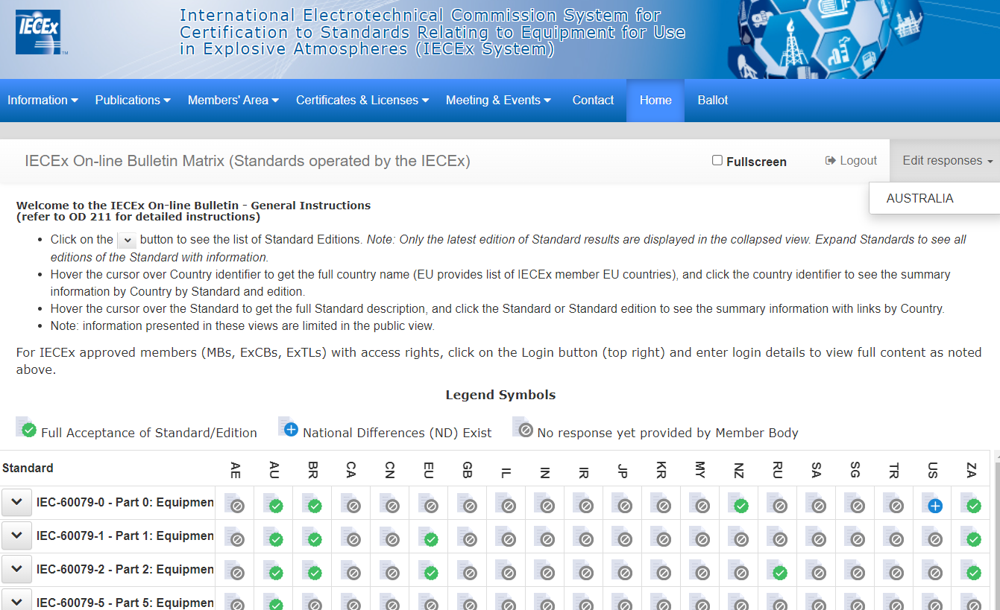 IECEx
TM
International Electrotechnical Commission System for
Certification to Standards Relating to Equipment for Use
in Explosive Atmospheres (IECEx System)
Information Publications Members' Area Certificates & Licenses Meeting & Events Contact Home Ballot
IECEx On-line Bulletin Matrix (Standards operated by the IECEx) Fullscreen Logout Edit responses
AUSTRALIA
Welcome to the IECEx On-line Bulletin - General Instructions
(refer to OD 211 for detailed instructions)
• Click on the button to see the list of Standard Editions. Note: Only the latest edition of Standard results are displayed in the collapsed view. Expand Standards to see all
editions of the Standard with information.
• Hover the cursor over Country identifier to get the full country name (EU provides list of IECEx member EU countries), and click the country identifier to see the summary
information by Country by Standard and edition.
• Hover the cursor over the Standard to get the full Standard description, and click the Standard or Standard edition to see the summary information with links by Country.
• Note: information presented in these views are limited in the public view.
For IECEx approved members (MBs, ExCBs, ExTLs) with access rights, click on the Login button (top right) and enter login details to view full content as noted
above.
Legend Symbols
Full Acceptance of Standard/Edition National Differences (ND) Exist No response yet provided by Member Body
Standard AE AU BR CA CN EU GB IL IN IR JP KR MY NZ RU SA SG TR US ZA
IEC-60079-0 - Part 0: Equipmen
IEC-60079-1 - Part 1: Equipmen
IEC-60079-2 - Part 2: Equipmen
IEC-60079-5 - Part 5: Equipmen